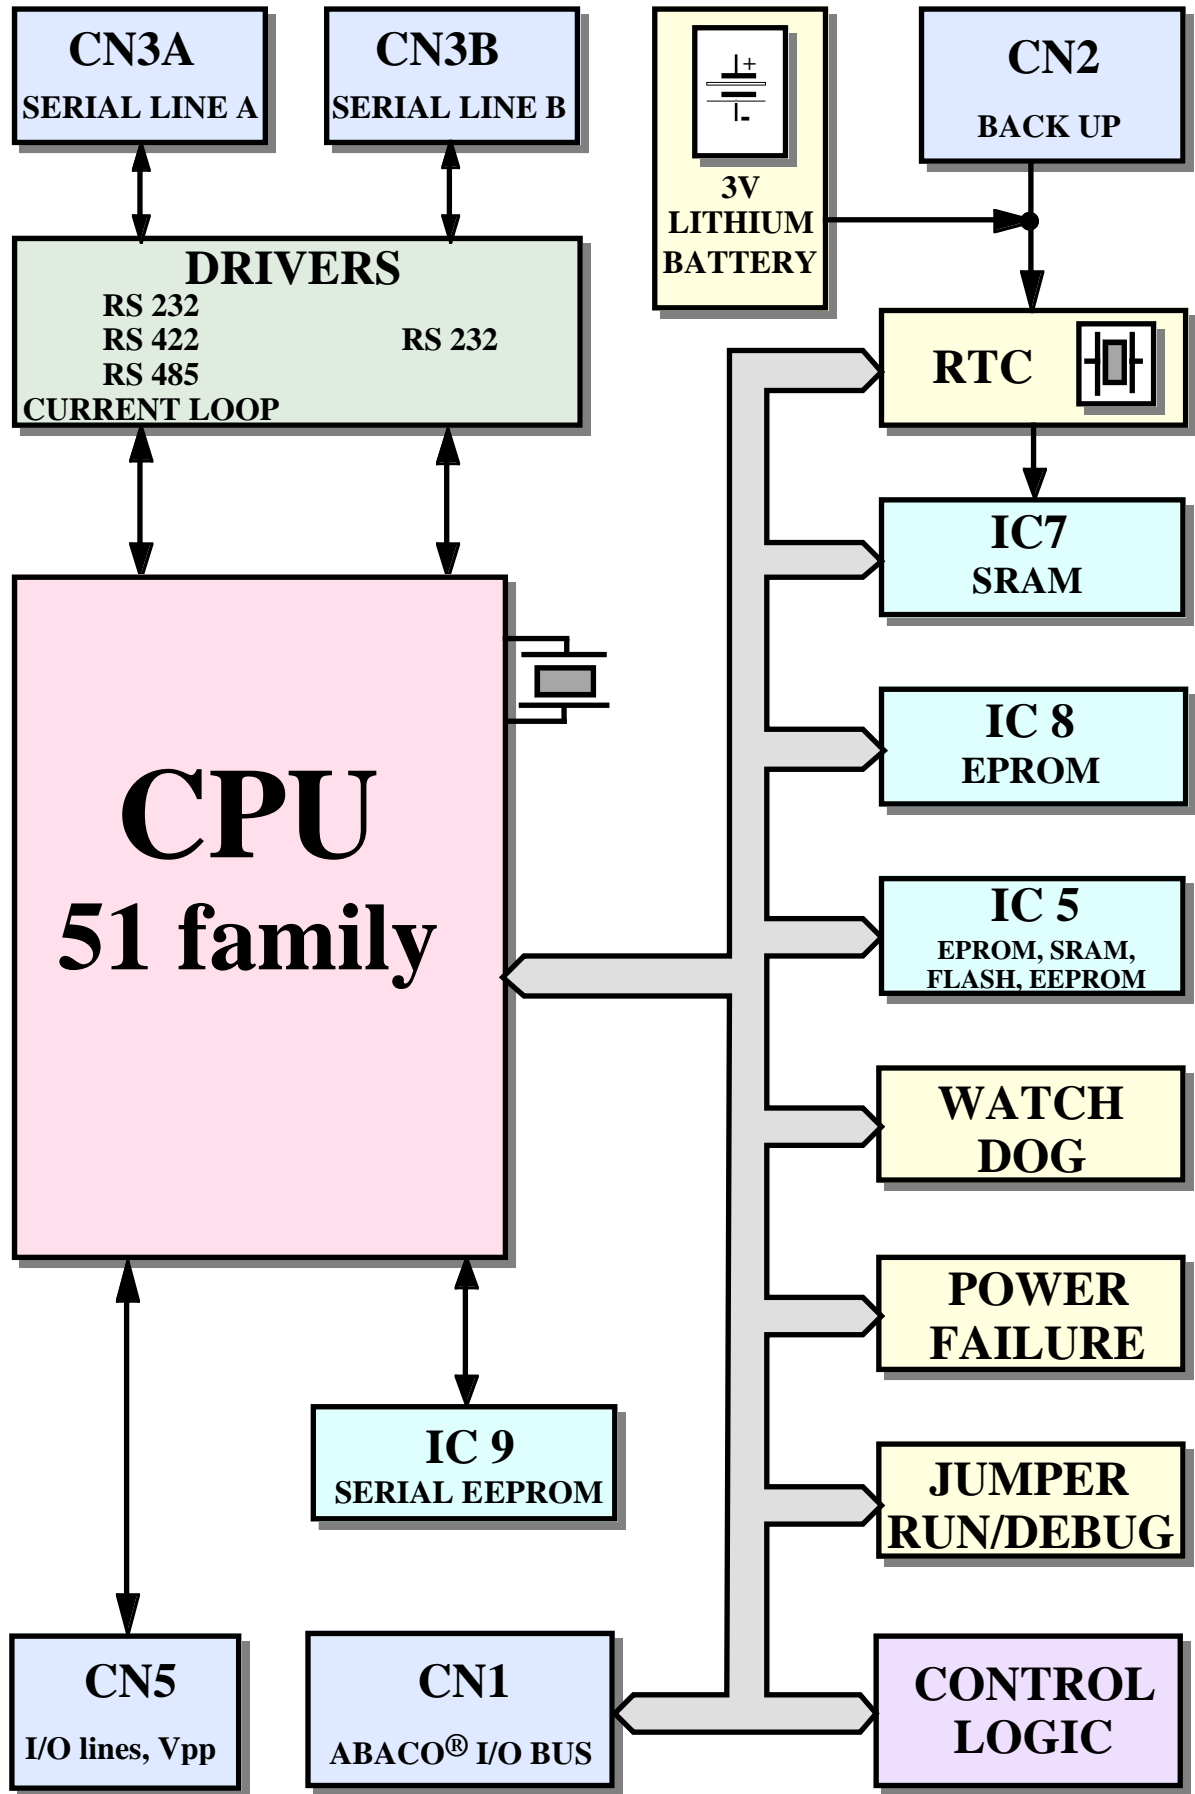 CN3A
SERIAL LINE A
CN3B
SERIAL LINE B
+
-
3V
LITHIUM
BATTERY
CN2
BACK UP
DRIVERS
RS 232
RS 422
RS 232
RS 485
CURRENT LOOP
RTC
IC7
SRAM
CPU
51 family
IC 8
EPROM
IC 5
EPROM, SRAM,
FLASH, EEPROM
WATCH
DOG
POWER
FAILURE
IC 9
SERIAL EEPROM
JUMPER
RUN/DEBUG
CN5
I/O lines, Vpp
CN1
ABACO® I/O BUS
CONTROL
LOGIC